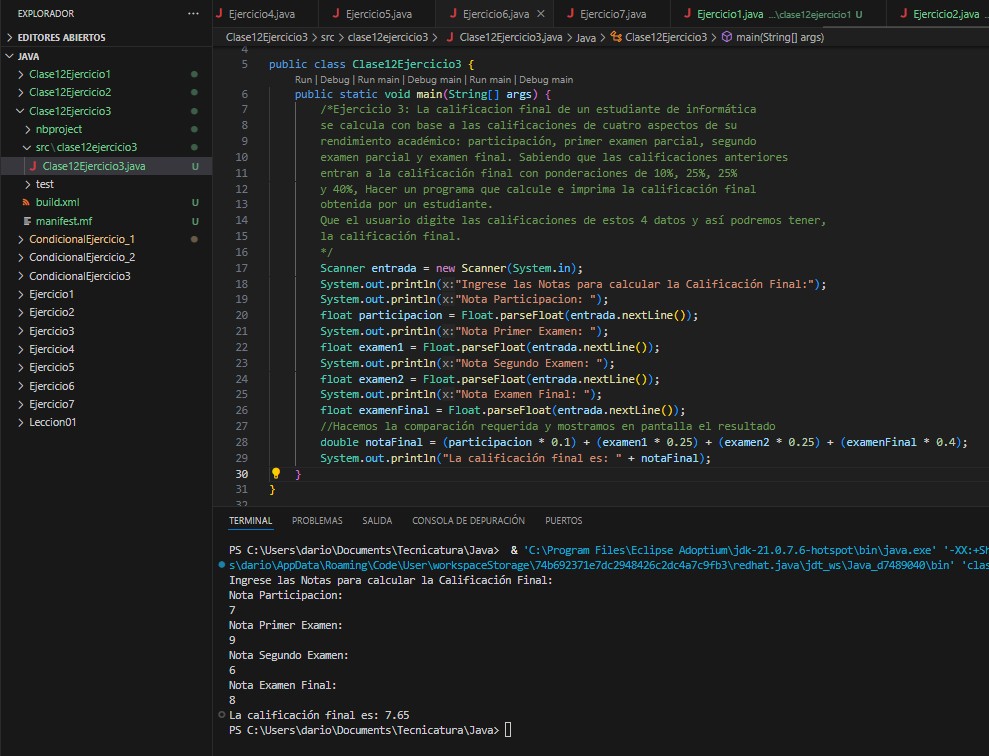 EXPLORADOR ···
EDITORES ABIERTOS
JAVA
Clase12Ejercicio1
Clase12Ejercicio2
Clase12Ejercicio3
nbproject
src\clase12ejercicio3
J Clase12Ejercicio3.java U
test
build.xml U
manifest.mf U
CondicionalEjercicio_1
CondicionalEjercicio_2
CondicionalEjercicio3
Ejercicio1
Ejercicio2
Ejercicio3
Ejercicio4
Ejercicio5
Ejercicio6
Ejercicio7
Leccion01
J Ejercicio4.java J Ejercicio5.java J Ejercicio6.java J Ejercicio7.java J Ejercicio1.java ...\clase12ejercicio1 U J Ejercicio2.java
Clase12Ejercicio3 > src > clase12ejercicio3 > J Clase12Ejercicio3.java > Java > Clase12Ejercicio3 > main(String[] args)
4
5 public class Clase12Ejercicio3 {
Run | Debug | Run main | Debug main | Run main | Debug main
6 public static void main(String[] args) {
7 /*Ejercicio 3: La calificacion final de un estudiante de informática
8 se calcula con base a las calificaciones de cuatro aspectos de su
9 rendimiento académico: participación, primer examen parcial, segundo
10 examen parcial y examen final. Sabiendo que las calificaciones anteriores
11 entran a la calificación final con ponderaciones de 10%, 25%, 25%
12 y 40%, Hacer un programa que calcule e imprima la calificación final
13 obtenida por un estudiante.
14 Que el usuario digite las calificaciones de estos 4 datos y así podremos tener,
15 la calificación final.
16 */
17 Scanner entrada = new Scanner(System.in);
18 System.out.println(x:"Ingrese las Notas para calcular la Calificación Final:");
19 System.out.println(x:"Nota Participacion: ");
20 float participacion = Float.parseFloat(entrada.nextLine());
21 System.out.println(x:"Nota Primer Examen: ");
22 float examen1 = Float.parseFloat(entrada.nextLine());
23 System.out.println(x:"Nota Segundo Examen: ");
24 float examen2 = Float.parseFloat(entrada.nextLine());
25 System.out.println(x:"Nota Examen Final: ");
26 float examenFinal = Float.parseFloat(entrada.nextLine());
27 //Hacemos la comparación requerida y mostramos en pantalla el resultado
28 double notaFinal = (participacion * 0.1) + (examen1 * 0.25) + (examen2 * 0.25) + (examenFinal * 0.4);
29 System.out.println("La calificación final es: " + notaFinal);
30 }
31 }
32
TERMINAL PROBLEMAS SALIDA CONSOLA DE DEPURACIÓN PUERTOS
PS C:\Users\dario\Documents\Tecnicatura\Java> & 'C:\Program Files\Eclipse Adoptium\jdk-21.0.7.6-hotspot\bin\java.exe' '-XX:+Sh
s\dario\AppData\Roaming\Code\User\workspaceStorage\74b692371e7dc2948426c2dc4a7c9fb3\redhat.java\jdt_ws\Java_d7489040\bin' 'clas
Ingrese las Notas para calcular la Calificación Final:
Nota Participacion:
7
Nota Primer Examen:
9
Nota Segundo Examen:
6
Nota Examen Final:
8
La calificación final es: 7.65
PS C:\Users\dario\Documents\Tecnicatura\Java>